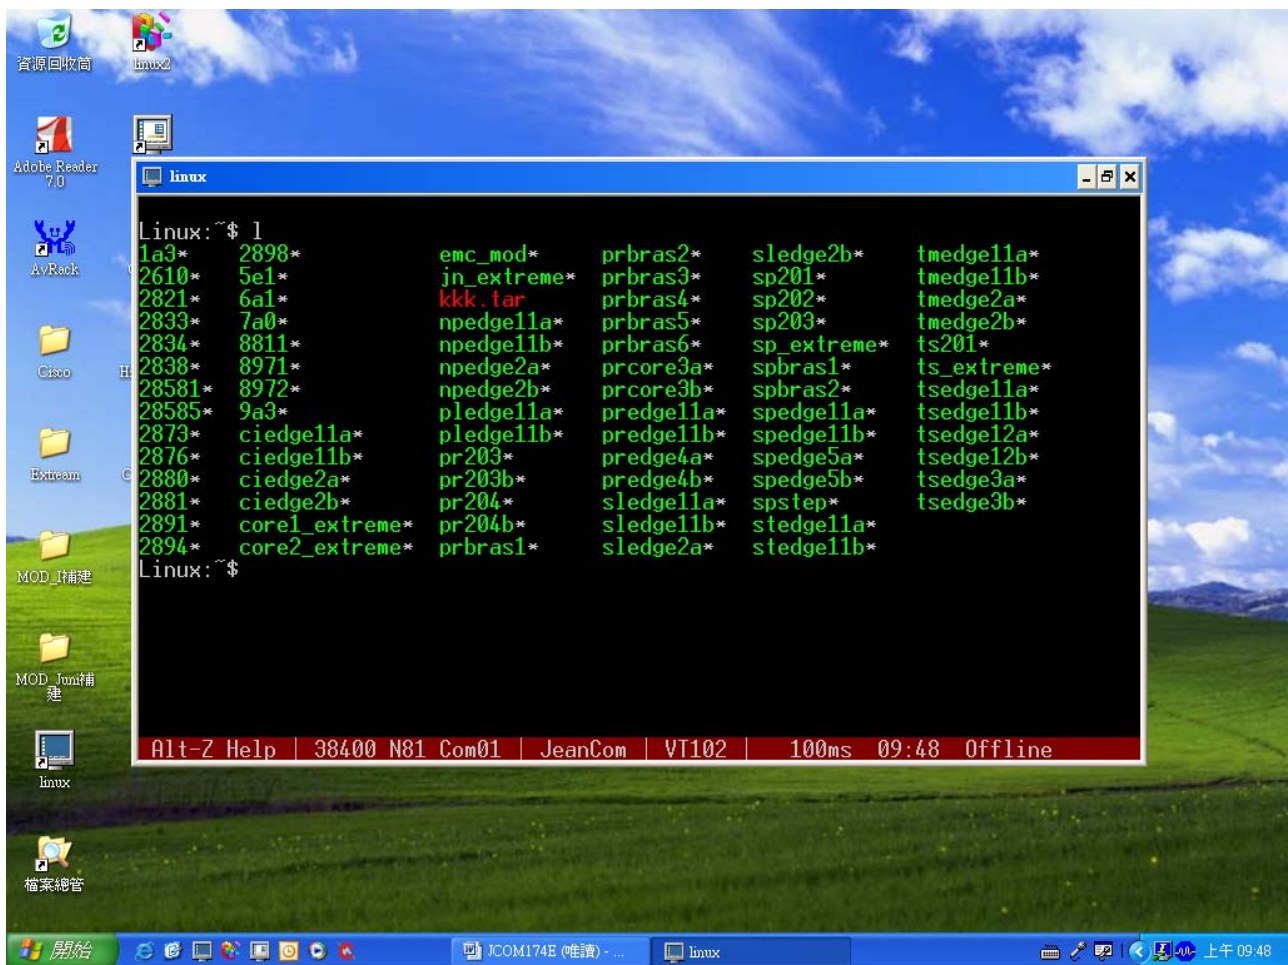 資源回收筒
linux2
Adobe Reader
7.0
AvRack
Cisco
Extream
MOD_I補建
MOD_Juni補
建
linux
檔案總管
linux
Linux:~$ l
1a3* 2898* emc_mod* prbras2* sledge2b* tmedge11a*
2610* 5e1* jn_extreme* prbras3* sp201* tmedge11b*
2821* 6a1* kkk.tar prbras4* sp202* tmedge2a*
2833* 7a0* npedge11a* prbras5* sp203* tmedge2b*
2834* 8811* npedge11b* prbras6* sp_extreme* ts201*
2838* 8971* npedge2a* prcore3a* spbras1* ts_extreme*
28581* 8972* npedge2b* prcore3b* spbras2* tsedge11a*
28585* 9a3* pledge11a* predge11a* spedge11a* tsedge11b*
2873* ciedge11a* pledge11b* predge11b* spedge11b* tsedge12a*
2876* ciedge11b* pr203* predge4a* spedge5a* tsedge12b*
2880* ciedge2a* pr203b* predge4b* spedge5b* tsedge3a*
2881* ciedge2b* pr204* sledge11a* spstep* tsedge3b*
2891* core1_extreme* pr204b* sledge11b* stedge11a*
2894* core2_extreme* prbras1* sledge2a* stedge11b*
Linux:~$
Alt-Z Help | 38400 N81 Com01 | JeanCom | VT102 | 100ms 09:48 Offline
開始
JCOM174E (唯讀) - ...
linux
上午 09:48